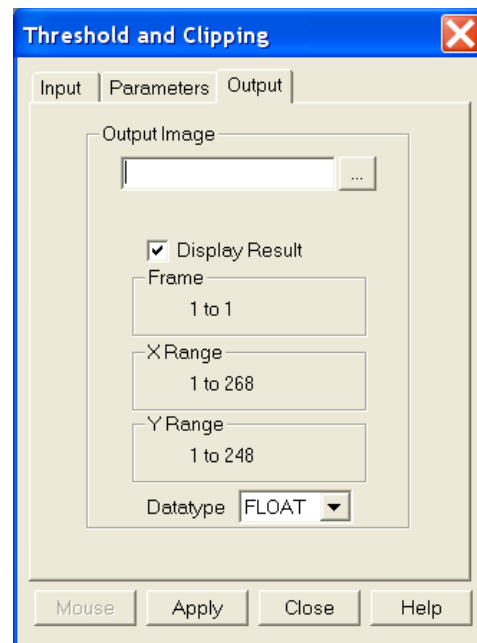 Threshold and Clipping
Input Parameters Output
Output Image
...
Display Result
Frame
1 to 1
X Range
1 to 268
Y Range
1 to 248
Datatype FLOAT
Mouse Apply Close Help